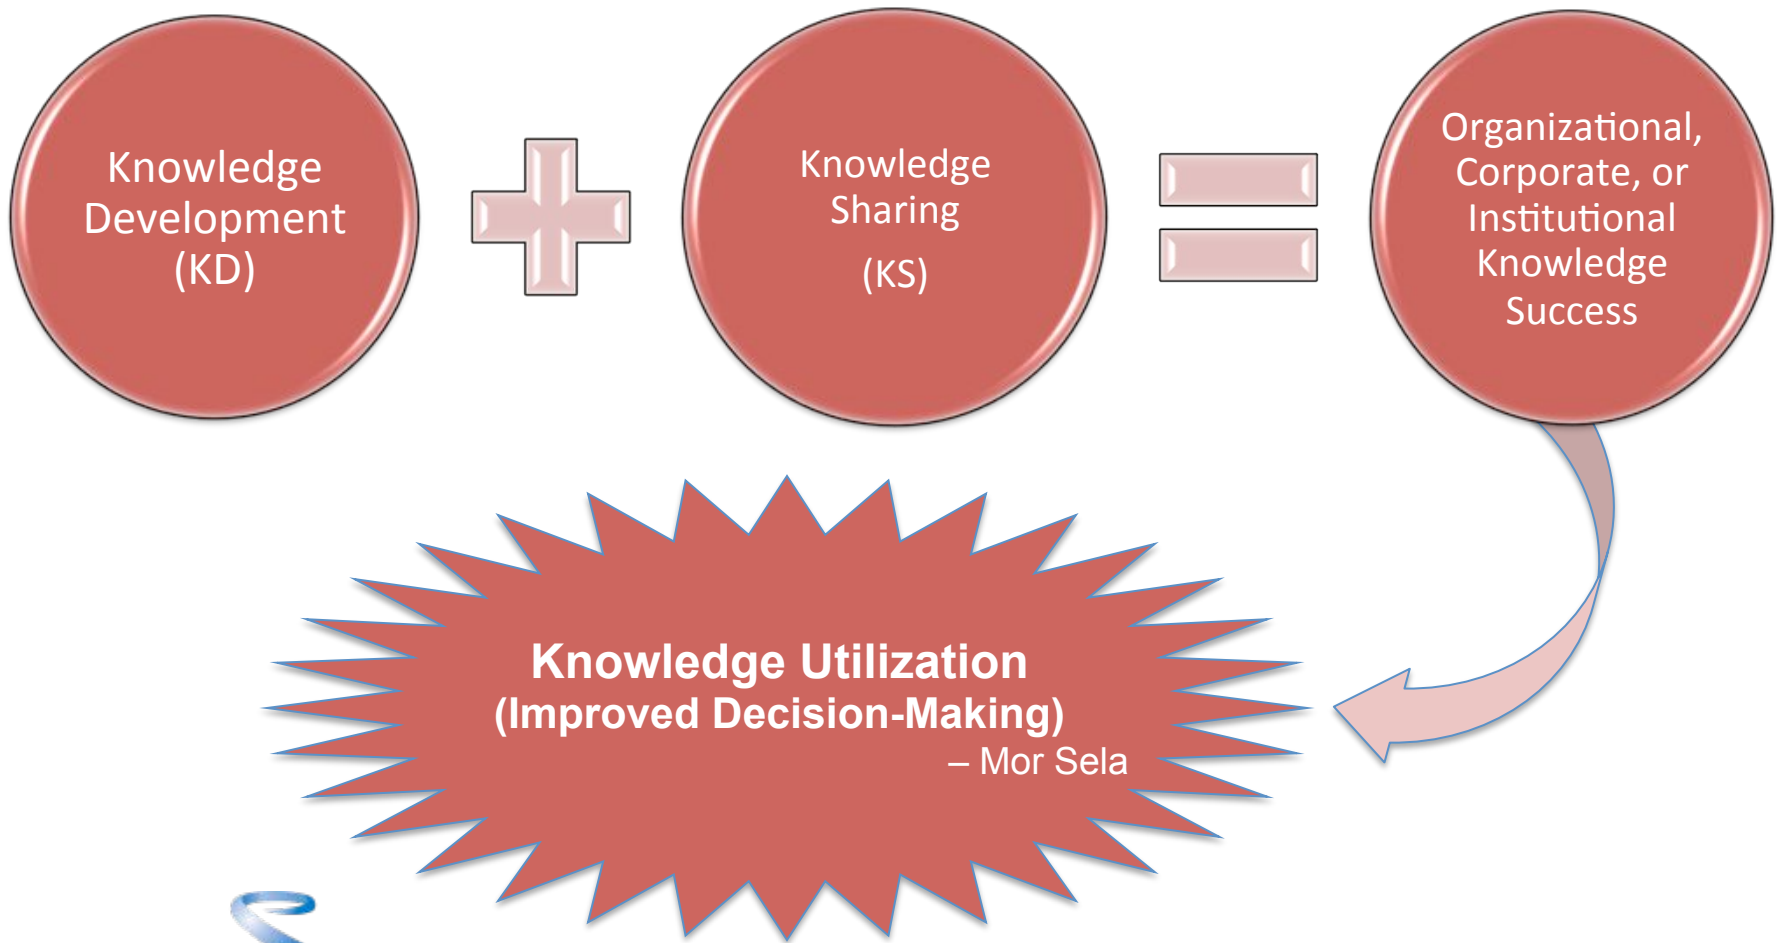 Knowledge
Development
(KD)
Knowledge
Sharing
(KS)
Organizational,
Corporate, or
Institutional
Knowledge
Success
Knowledge Utilization
(Improved Decision-Making)
– Mor Sela